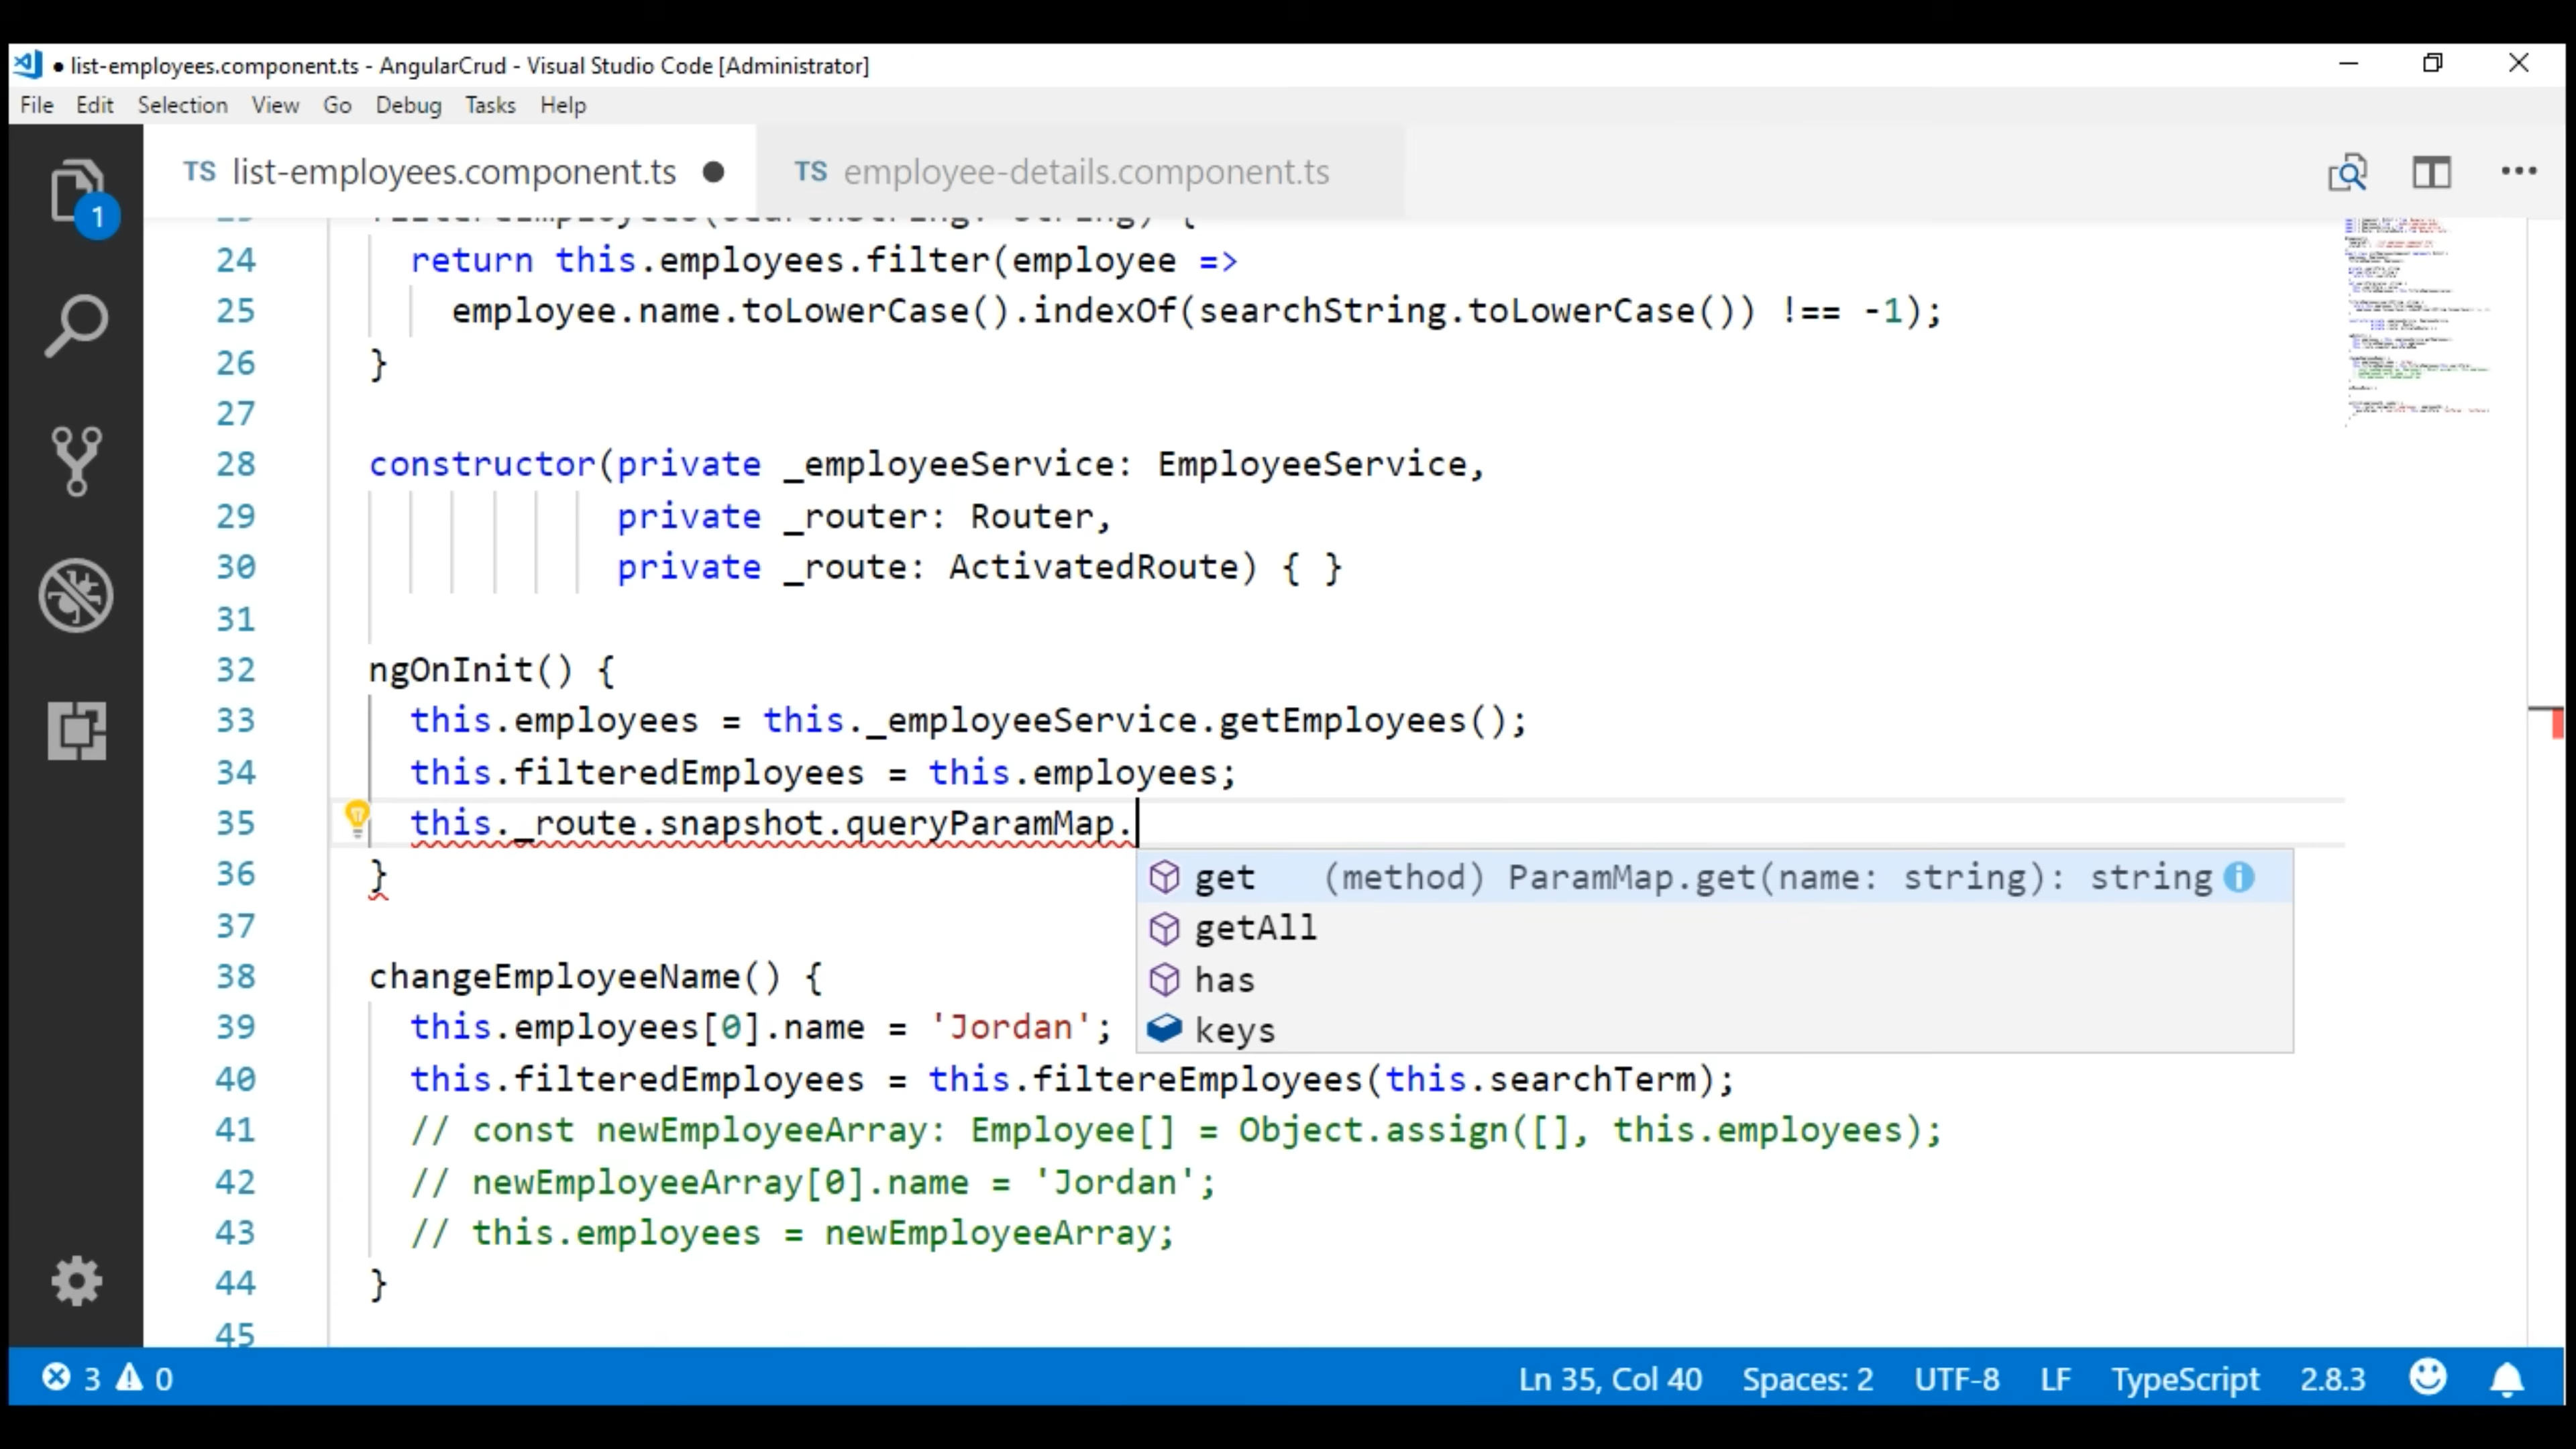 ● list-employees.component.ts - AngularCrud - Visual Studio Code [Administrator]
File Edit Selection View Go Debug Tasks Help
TS list-employees.component.ts ● TS employee-details.component.ts
1
24 return this.employees.filter(employee =>
25 employee.name.toLowerCase().indexOf(searchString.toLowerCase()) !== -1);
26 }
27
28 constructor(private _employeeService: EmployeeService,
29 private _router: Router,
30 private _route: ActivatedRoute) { }
31
32 ngOnInit() {
33 this.employees = this._employeeService.getEmployees();
34 this.filteredEmployees = this.employees;
35 this._route.snapshot.queryParamMap.
36 }
get (method) ParamMap.get(name: string): string
37
getAll
38 changeEmployeeName() {
has
39 this.employees[0].name = 'Jordan';
keys
40 this.filteredEmployees = this.filtereEmployees(this.searchTerm);
41 // const newEmployeeArray: Employee[] = Object.assign([], this.employees);
42 // newEmployeeArray[0].name = 'Jordan';
43 // this.employees = newEmployeeArray;
44 }
45
3 0 Ln 35, Col 40 Spaces: 2 UTF-8 LF TypeScript 2.8.3